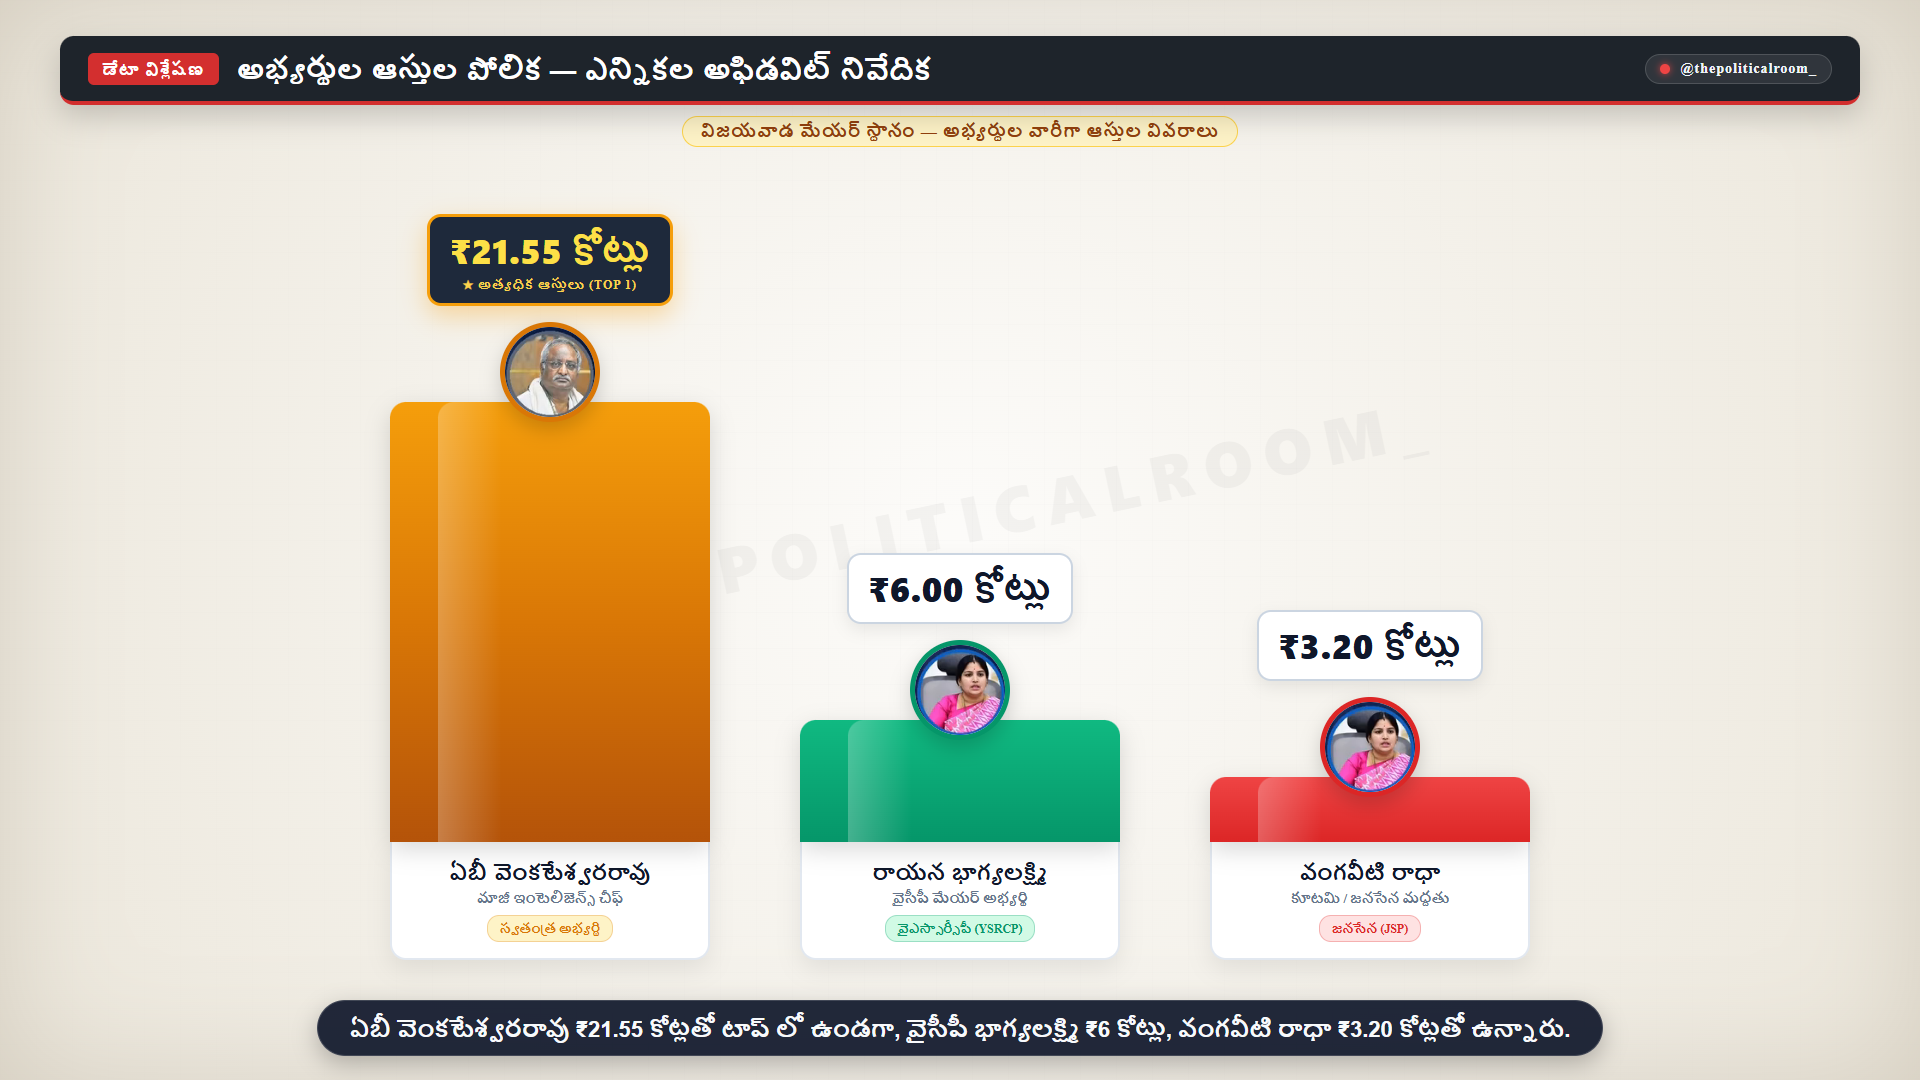 డేటా విశ్లేషణ
అభ్యర్థుల ఆస్తుల పోలిక — ఎన్నికల అఫిడవిట్ నివేదిక
@thepoliticalroom_
విజయవాడ మేయర్ స్థానం — అభ్యర్థుల వారీగా ఆస్తుల వివరాలు
₹21.55 కోట్లు
★ అత్యధిక ఆస్తులు (TOP 1)
POLITICALROOM_
₹6.00 కోట్లు
₹3.20 కోట్లు
ఏబీ వెంకటేశ్వరరావు
మాజీ ఇంటెలిజెన్స్ చీఫ్
స్వతంత్ర అభ్యర్థి
రాయన భాగ్యలక్ష్మి
వైసీపీ మేయర్ అభ్యర్థి
వైఎస్సార్సీపీ (YSRCP)
వంగవీటి రాధా
కూటమి / జనసేన మద్దతు
జనసేన (JSP)
ఏబీ వెంకటేశ్వరరావు ₹21.55 కోట్లతో టాప్ లో ఉండగా, వైసీపీ భాగ్యలక్ష్మి ₹6 కోట్లు, వంగవీటి రాధా ₹3.20 కోట్లతో ఉన్నారు.